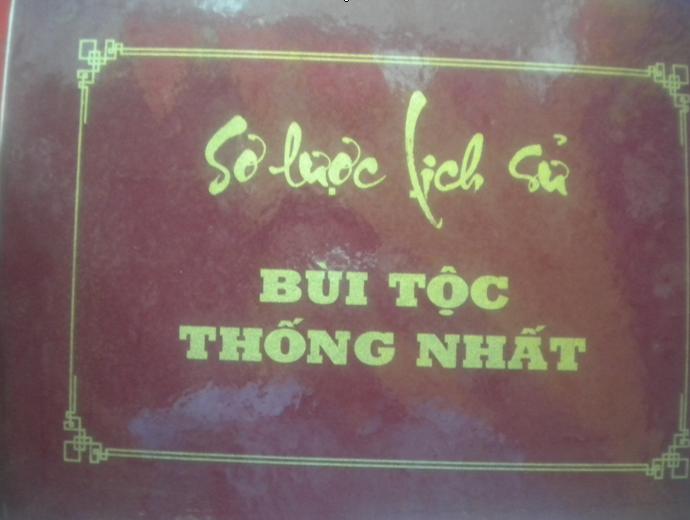 Sơ lược lịch sử
BÙI TỘC
THỐNG NHẤT